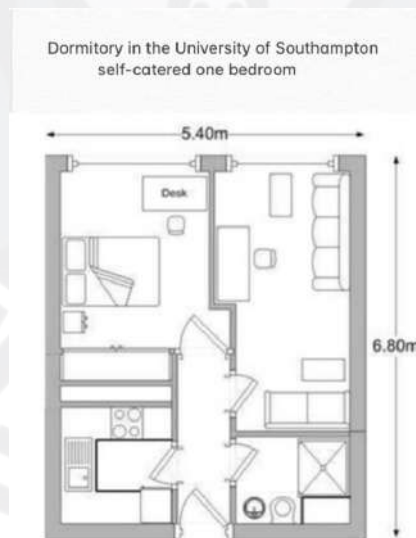 Dormitory in the University of Southampton
self-catered one bedroom
5.40m
Desk
6.80m